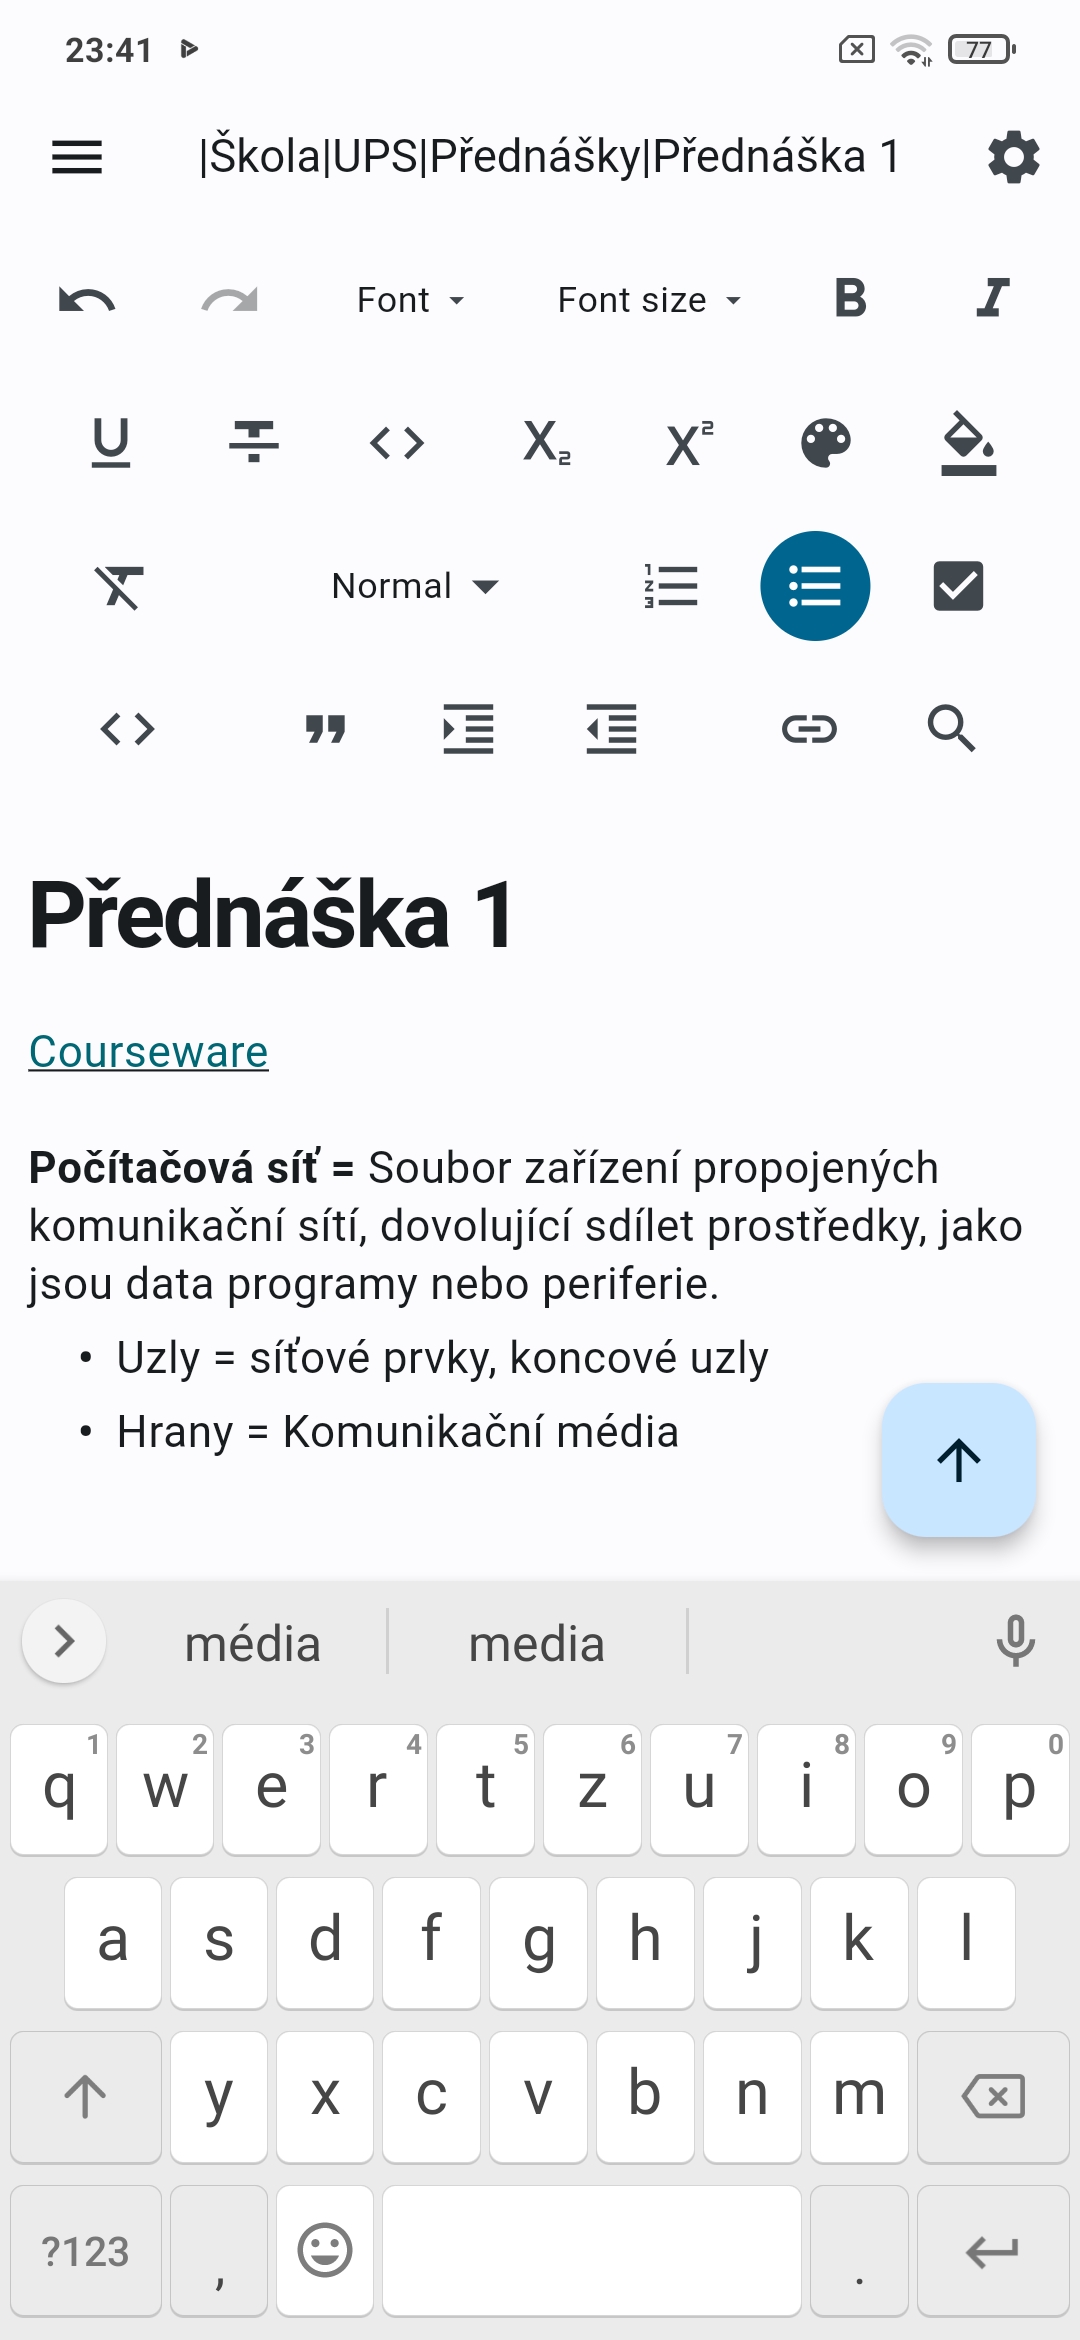 23:41
77
|Škola|UPS|Přednášky|Přednáška 1
Font
Font size
B
I
U
X₂
X²
Normal
Přednáška 1
Courseware
Počítačová síť = Soubor zařízení propojených
komunikační sítí, dovolující sdílet prostředky, jako
jsou data programy nebo periferie.
• Uzly = síťové prvky, koncové uzly
• Hrany = Komunikační média
média media
1 2 3 4 5 6 7 8 9 0
q w e r t z u i o p
a s d f g h j k l
y x c v b n m
?123 , .